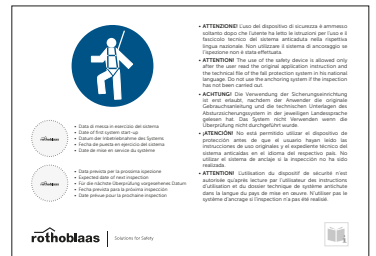 • ATTENZIONE! L'uso del dispositivo di sicurezza è ammesso
soltanto dopo che l'utente ha letto le istruzioni per l'uso e il
fascicolo tecnico del sistema anticaduta nella rispettiva
lingua nazionale. Non utilizzare il sistema di ancoraggio se
l'ispezione non è stata effettuata.
• ATTENTION! The use of the safety device is allowed only
after the user read the original application instruction and
the technical file of the fall protection system in his national
language. Do not use the anchoring system if the inspection
has not been carried out.
• ACHTUNG! Die Verwendung der Sicherungseinrichtung
ist erst erlaubt, nachdem der Anwender die originale
Gebrauchsanleitung und die technischen Unterlagen des
Absturzsicherungssystem in der jeweiligen Landessprache
gelesen hat. Das System nicht Verwenden wenn die
Überprüfung nicht durchgeführt wurde.
• ¡ATENCIÓN! No está permitido utilizar el dispositivo de
protección antes de que el usuario hayan leído las
instrucciones de uso originales y el expediente técnico del
sistema anticaídas en el idioma del respectivo país. No
utilizar el sistema de anclaje si la inspección no ha sido
realizada.
• ATTENTION! L'utilisation du dispositif de sécurité n'est
autorisée qu'après lecture par l'utilisateur des instructions
d'utilisation et du dossier technique de système antichute
dans la langue du pays de mise en œuvre. N'utiliser pas le
système d'ancrage si l'inspection n'a pas été réalisé.
rothoblaas
• Data di messa in esercizio del sistema
• Date of first system start-up
• Datum der Inbetriebnahme des Systems
• Fecha de puesta en ejercicio del sistema
• Date de mise en service du système
rothoblaas
• Data prevista per la prossima ispezione
• Expected date of next inspection
• Für die nächste Überprüfung vorgesehenes Datum
• Fecha prevista para la próxima inspección
• Date prévue pour la prochaine inspection
rothoblaas
Solutions for Safety